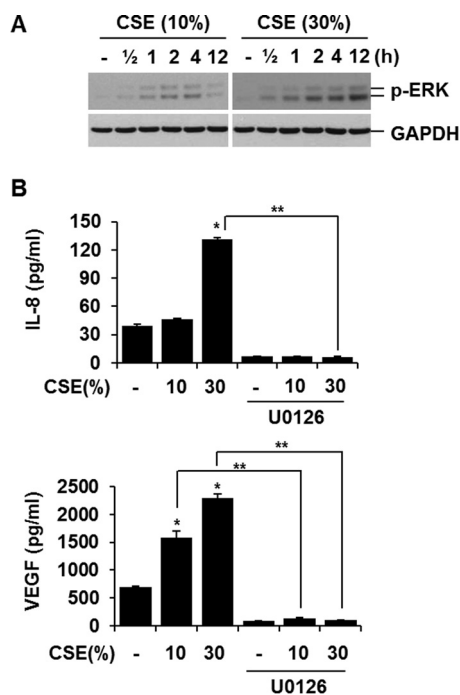 A
CSE (10%) CSE (30%)
- ½ 1 2 4 12 - ½ 1 2 4 12 (h)
p-ERK
GAPDH
B
**
*
150
120
90
60
30
0
IL-8 (pg/ml)
CSE(%) - 10 30 - 10 30
U0126
**
**
*
*
2500
2000
1500
1000
500
0
VEGF (pg/ml)
CSE(%) - 10 30 - 10 30
U0126